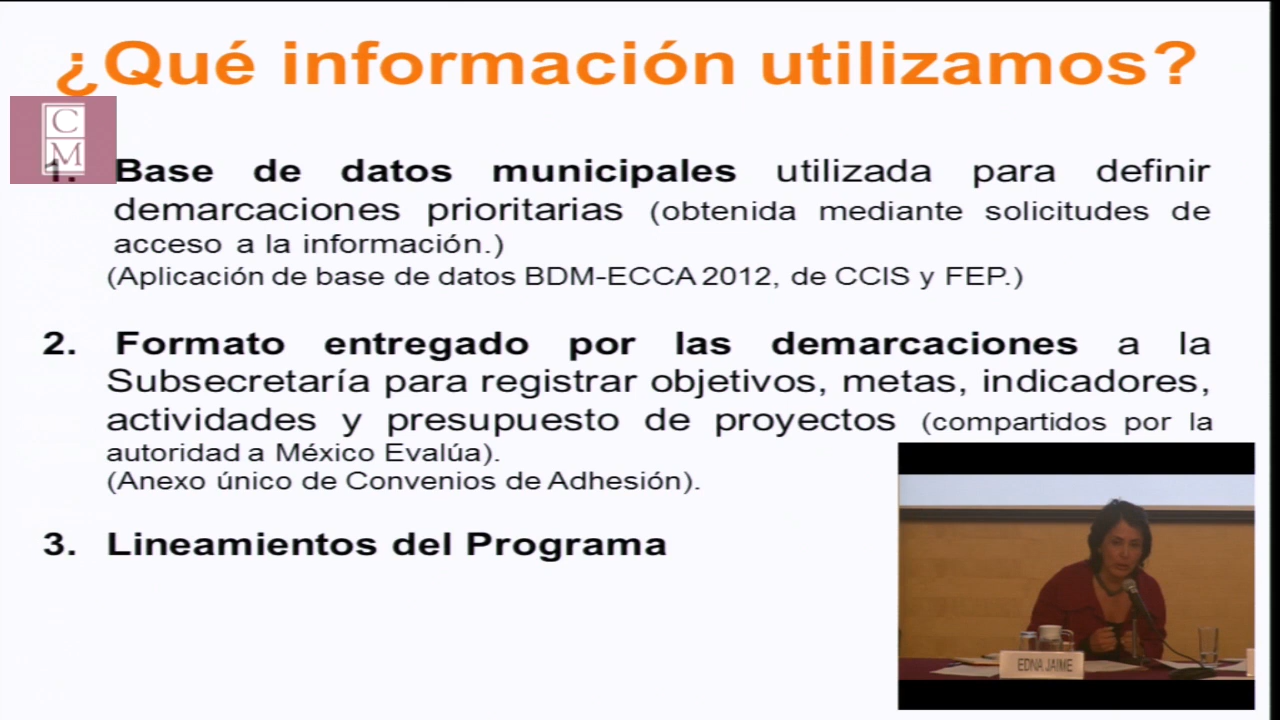 ¿Qué información utilizamos?
C
M
1. Base de datos municipales utilizada para definir
demarcaciones prioritarias (obtenida mediante solicitudes de
acceso a la información.)
(Aplicación de base de datos BDM-ECCA 2012, de CCIS y FEP.)
2. Formato entregado por las demarcaciones a la
Subsecretaría para registrar objetivos, metas, indicadores,
actividades y presupuesto de proyectos (compartidos por la
autoridad a México Evalúa).
(Anexo único de Convenios de Adhesión).
3. Lineamientos del Programa
EDNA JAIME